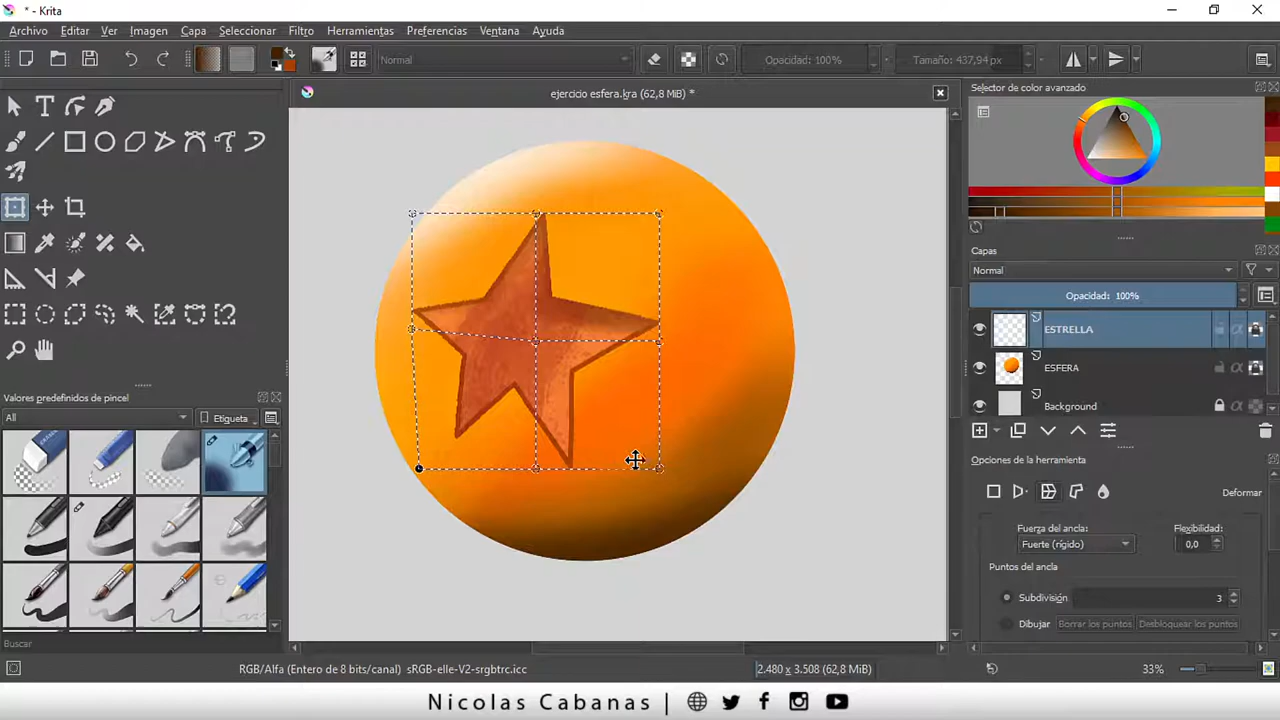 * - Krita
Archivo Editar Ver Imagen Capa Seleccionar Filtro Herramientas Preferencias Ventana Ayuda
Normal Opacidad: 100% Tamaño: 437,94 px
ejercicio esfera.kra (62,8 MiB) *
Selector de color avanzado
Capas
Normal
Opacidad: 100%
ESTRELLA
ESFERA
Background
Valores predefinidos de pincel
All Etiqueta
Buscar
Opciones de la herramienta
Deformar
Fuerza del ancla: Flexibilidad:
Fuerte (rígido) 0,0
Puntos del ancla
Subdivisión 3
Dibujar Borrar los puntos Desbloquear los puntos
RGB/Alfa (Entero de 8 bits/canal) sRGB-elle-V2-srgbtrc.icc 2.480 x 3.508 (62,8 MiB) 33%
Nicolas Cabanas |